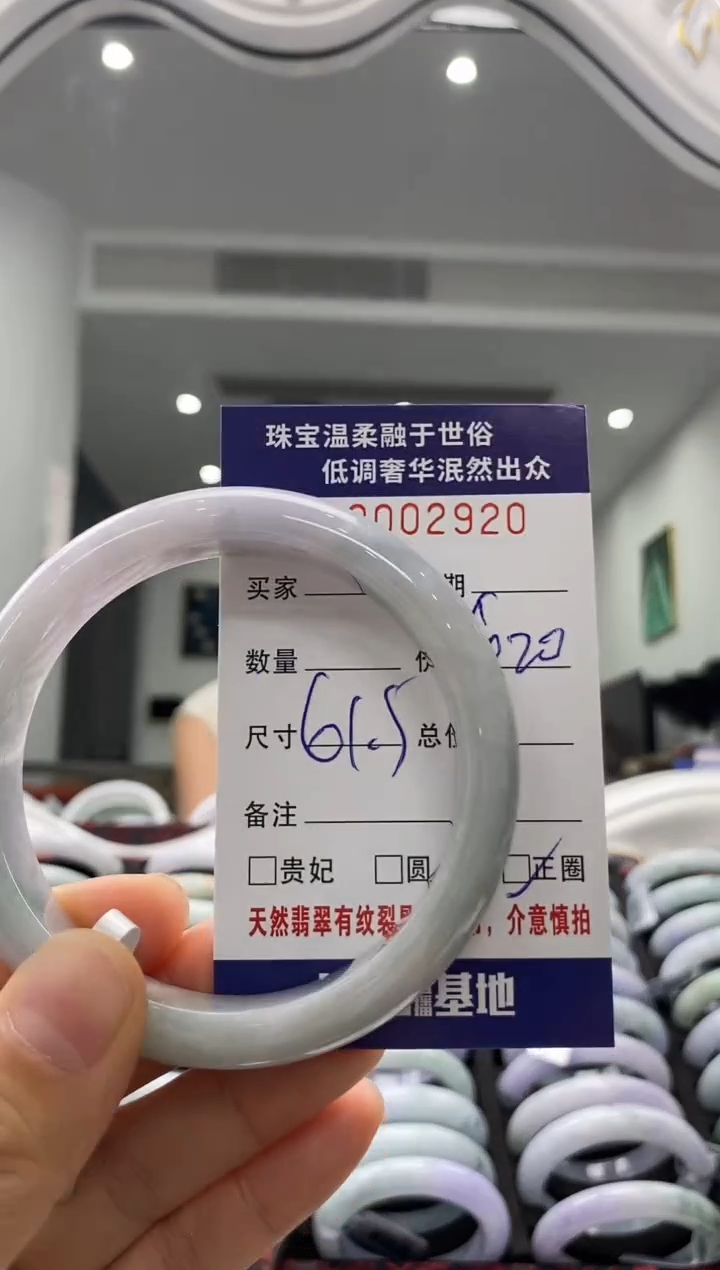 珠宝温柔融于世俗
低调奢华泯然出众
002920
买家 期
数量
尺寸 61.5 总
备注
□贵妃 □圆 □正圈
天然翡翠有纹裂 ，介意慎拍
播基地